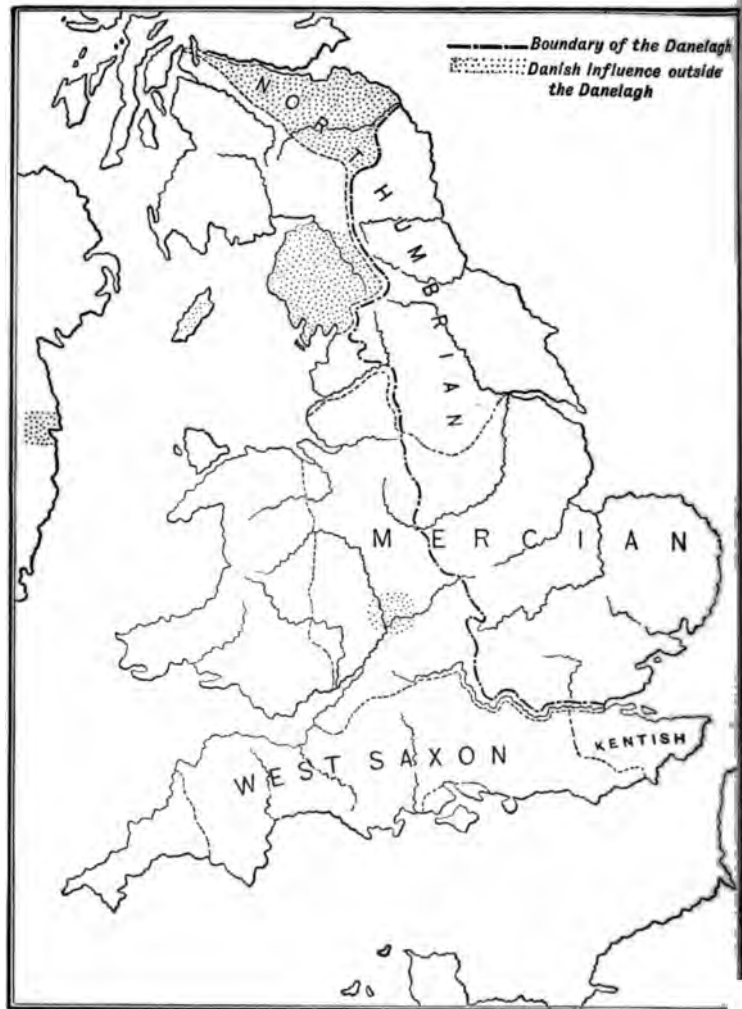 Boundary of the Danelagh
Danish Influence outside
the Danelagh
NORTHUMBRIAN
MERCIAN
WEST SAXON
KENTISH